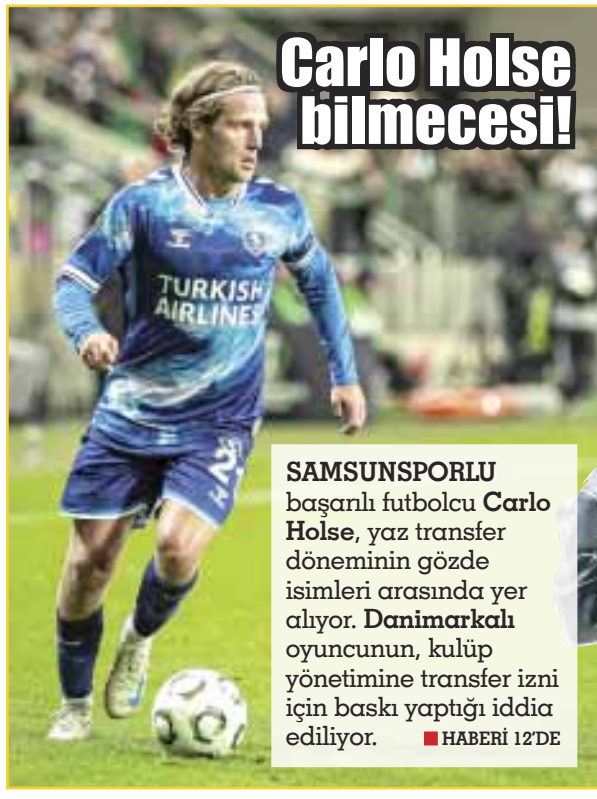 Carlo Holse
bilmecesi!
TURKISH
AIRLINES
2
SAMSUNSPORLU
başarılı futbolcu Carlo
Holse, yaz transfer
döneminin gözde
isimleri arasında yer
alıyor. Danimarkalı
oyuncunun, kulüp
yönetimine transfer izni
için baskı yaptığı iddia
ediliyor. ■ HABERİ 12'DE